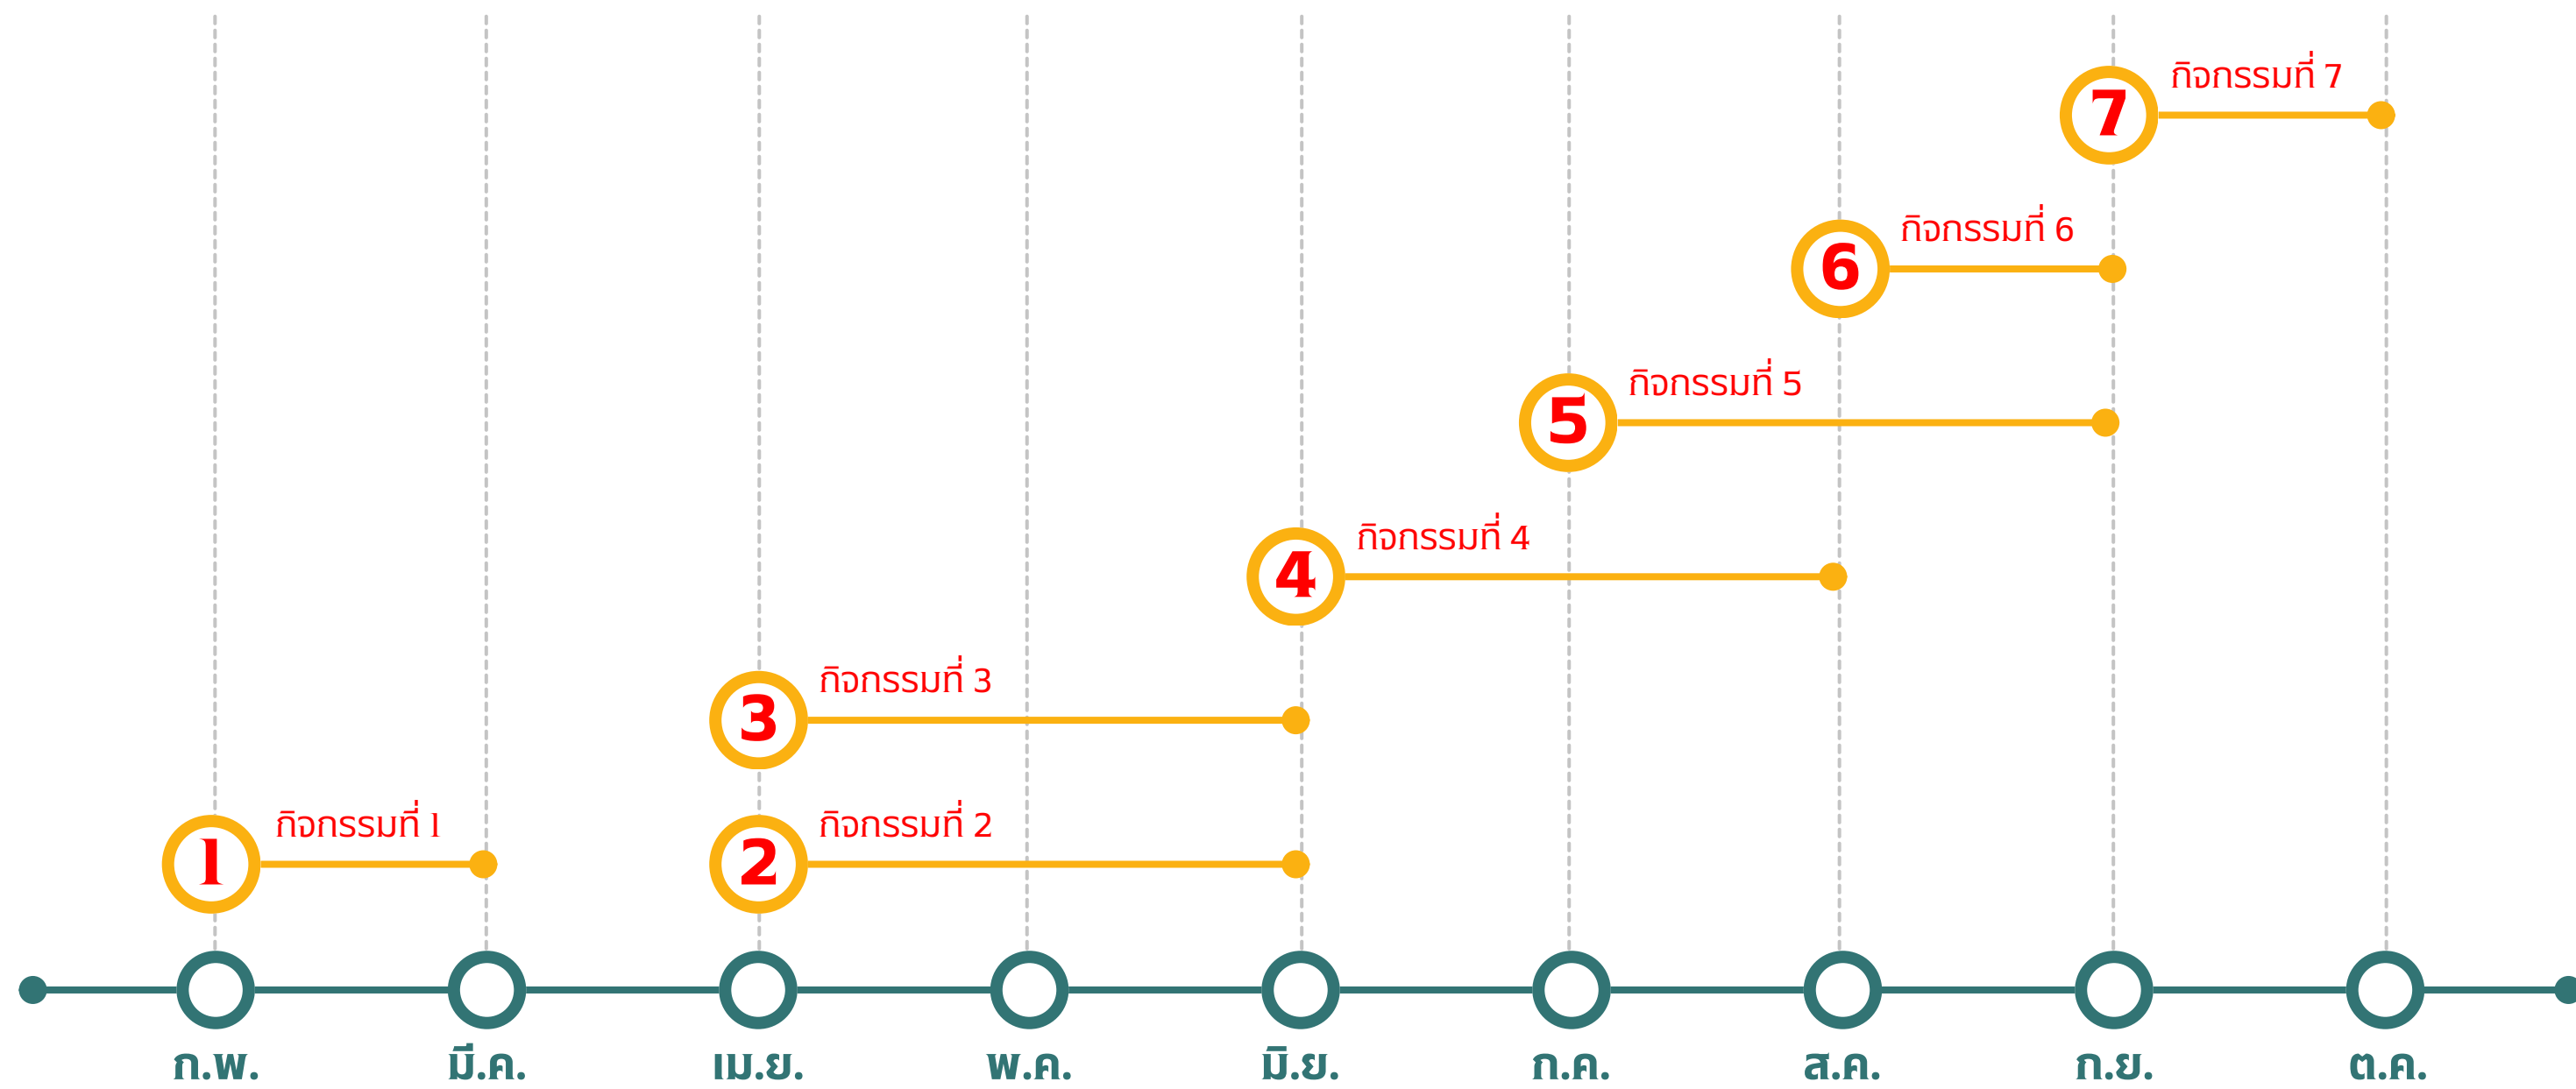 7 กิจกรรมที่ 7
6 กิจกรรมที่ 6
5 กิจกรรมที่ 5
4 กิจกรรมที่ 4
3 กิจกรรมที่ 3
1 กิจกรรมที่ 1 2 กิจกรรมที่ 2
ก.พ. มี.ค. เม.ย. พ.ค. มิ.ย. ก.ค. ส.ค. ก.ย. ต.ค.